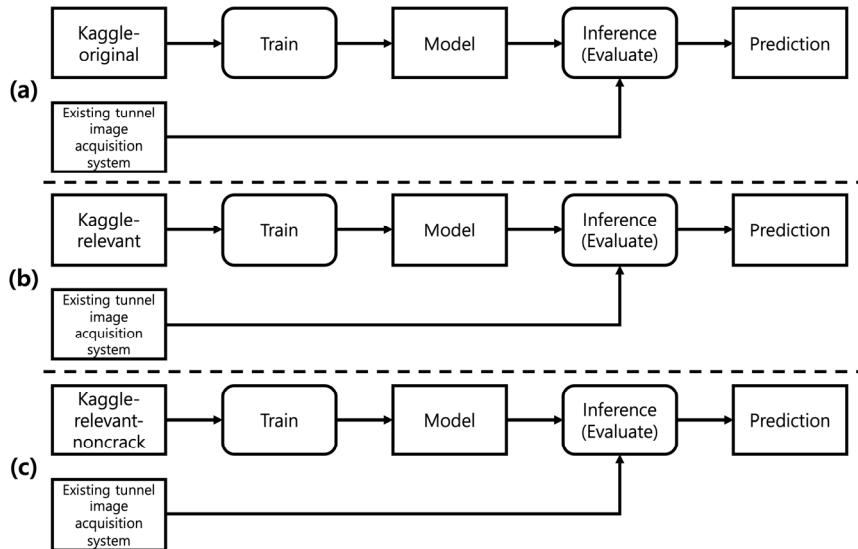 Kaggle-
original
Train
Model
Inference
(Evaluate)
Prediction
(a)
Existing tunnel
image
acquisition
system
Kaggle-
relevant
Train
Model
Inference
(Evaluate)
Prediction
(b)
Existing tunnel
image
acquisition
system
Kaggle-
relevant-
noncrack
Train
Model
Inference
(Evaluate)
Prediction
(c)
Existing tunnel
image
acquisition
system